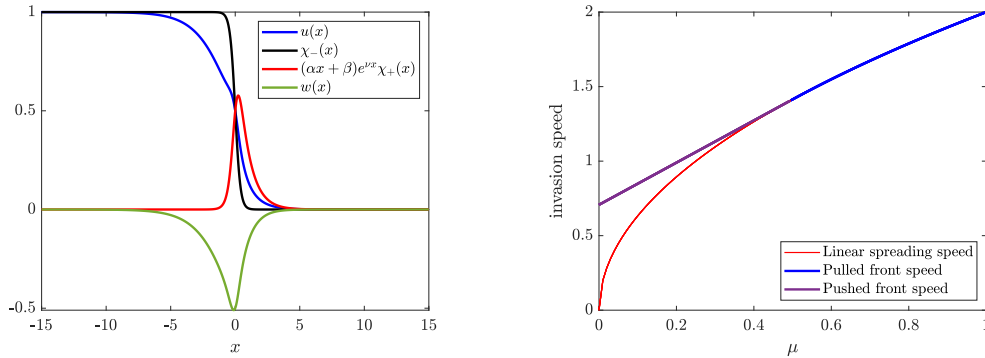 1
0.5
0
-0.5
-15
-10
-5
0
5
10
15
x
u(x)
χ₋(x)
(αx + β)e^{νx}χ₊(x)
w(x)
2
1.5
1
0.5
0
0
0.2
0.4
0.6
0.8
1
μ
invasion speed
Linear spreading speed
Pulled front speed
Pushed front speed